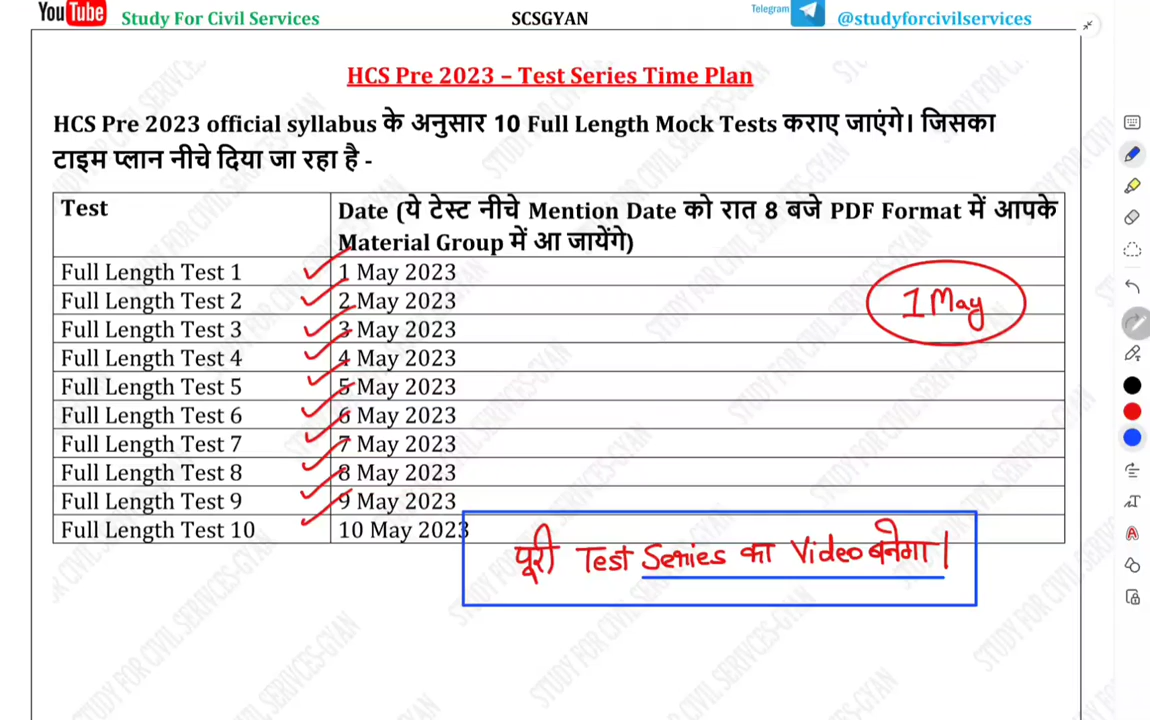 YouTube Study For Civil Services SCSGYAN Telegram @studyforcivilservices
HCS Pre 2023 – Test Series Time Plan
HCS Pre 2023 official syllabus के अनुसार 10 Full Length Mock Tests कराए जाएंगे। जिसका
टाइम प्लान नीचे दिया जा रहा है -
Test Date (ये टेस्ट नीचे Mention Date को रात 8 बजे PDF Format में आपके
Material Group में आ जायेंगे)
Full Length Test 1 1 May 2023
Full Length Test 2 2 May 2023
1 May
Full Length Test 3 3 May 2023
Full Length Test 4 4 May 2023
Full Length Test 5 5 May 2023
Full Length Test 6 6 May 2023
Full Length Test 7 7 May 2023
Full Length Test 8 8 May 2023
Full Length Test 9 9 May 2023
Full Length Test 10 10 May 2023
पूरी Test Series का Video बनेगा|
STUDY FOR CIVIL SERIVCES-GYAN